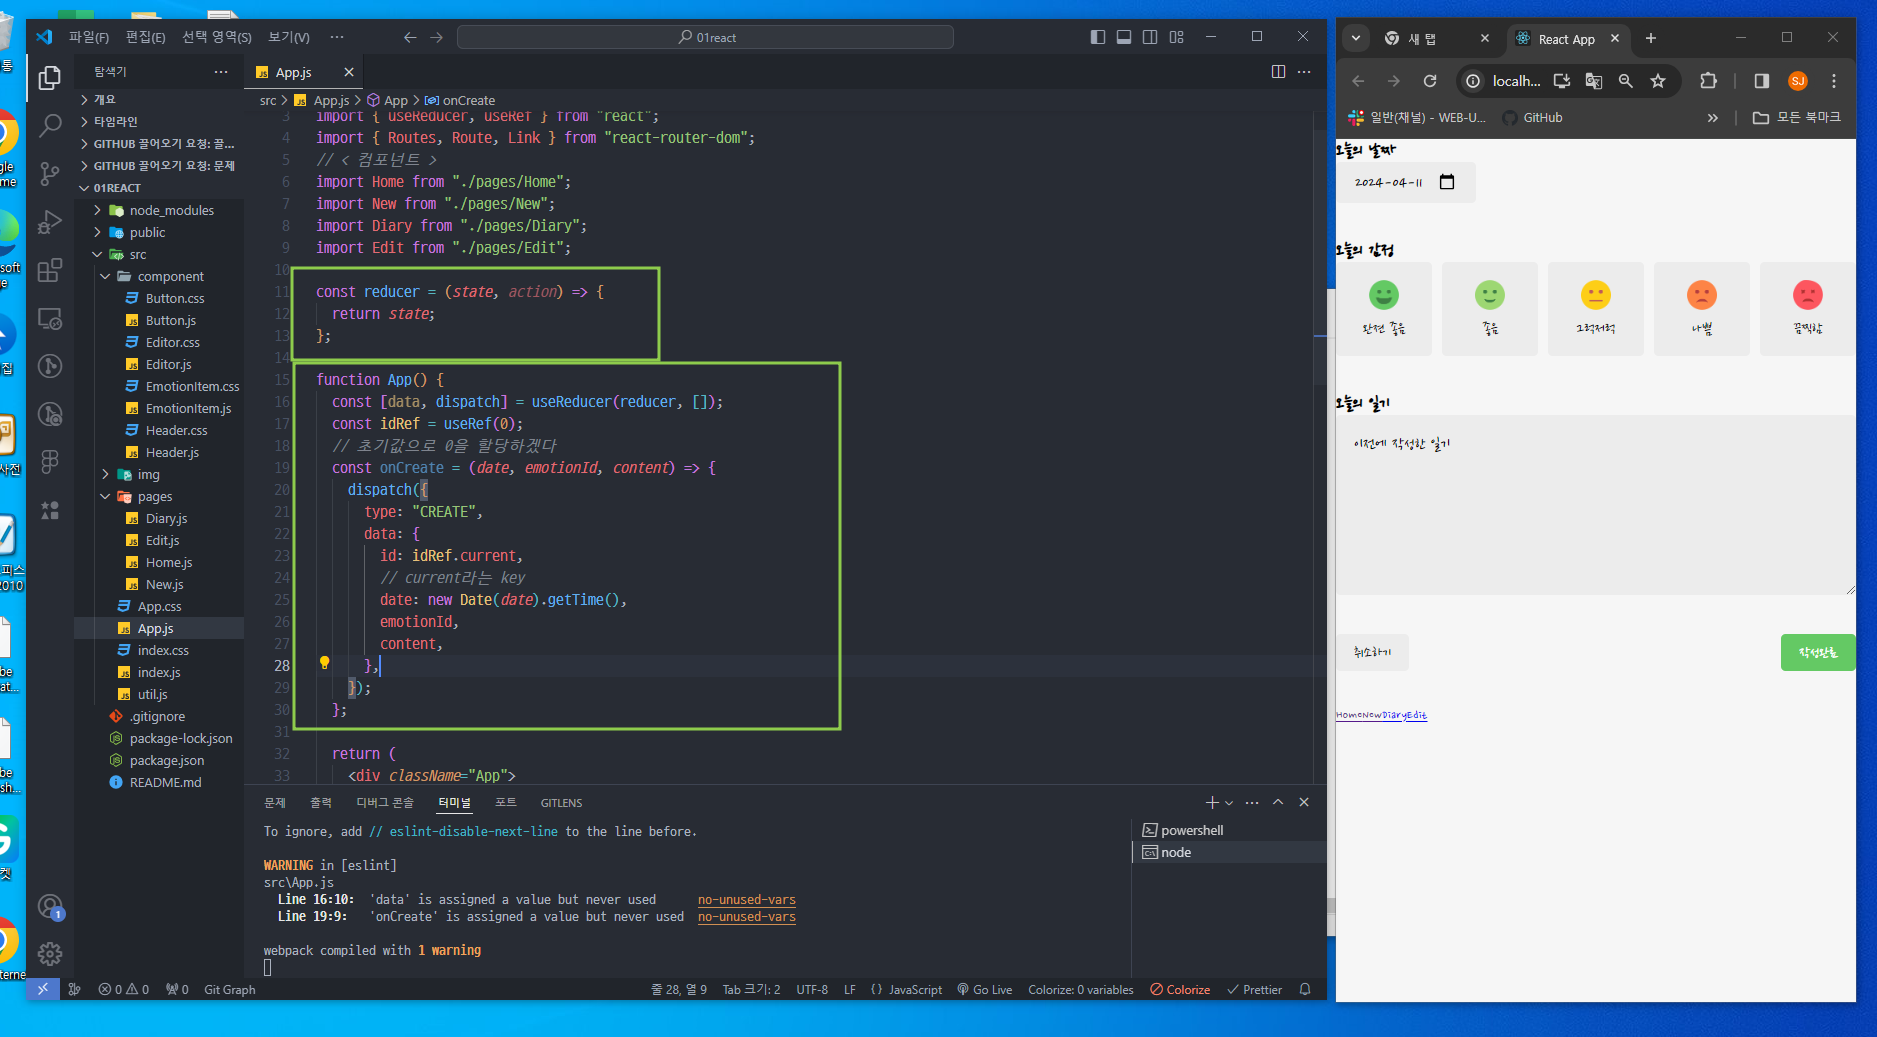 파일(F) 편집(E) 선택 영역(S) 보기(V) ··· 01react
탐색기 ···
개요
타임라인
GITHUB 끌어오기 요청: 끌...
GITHUB 끌어오기 요청: 문제
01REACT
node_modules
public
src
component
Button.css
Button.js
Editor.css
Editor.js
EmotionItem.css
EmotionItem.js
Header.css
Header.js
img
pages
Diary.js
Edit.js
Home.js
New.js
App.css
App.js
index.css
index.js
util.js
.gitignore
package-lock.json
package.json
README.md
App.js
src > App.js > App > onCreate
3 import { useReducer, useRef } from "react";
4 import { Routes, Route, Link } from "react-router-dom";
5 // < 컴포넌트 >
6 import Home from "./pages/Home";
7 import New from "./pages/New";
8 import Diary from "./pages/Diary";
9 import Edit from "./pages/Edit";
10
11 const reducer = (state, action) => {
12 return state;
13 };
14
15 function App() {
16 const [data, dispatch] = useReducer(reducer, []);
17 const idRef = useRef(0);
18 // 초기값으로 0을 할당하겠다
19 const onCreate = (date, emotionId, content) => {
20 dispatch({
21 type: "CREATE",
22 data: {
23 id: idRef.current,
24 // current라는 key
25 date: new Date(date).getTime(),
26 emotionId,
27 content,
28 },
29 });
30 };
31
32 return (
33 <div className="App">
문제 출력 디버그 콘솔 터미널 포트 GITLENS
To ignore, add // eslint-disable-next-line to the line before.
WARNING in [eslint]
src\App.js
Line 16:10: 'data' is assigned a value but never used no-unused-vars
Line 19:9: 'onCreate' is assigned a value but never used no-unused-vars
webpack compiled with 1 warning
powershell
node
1
0 0 0 Git Graph 줄 28, 열 9 Tab 크기: 2 UTF-8 LF {} JavaScript Go Live Colorize: 0 variables Colorize Prettier
새 탭 React App
localh... SJ
일반(채널) - WEB-U... GitHub » 모든 북마크
오늘의 날짜
2024-04-11
오늘의 감정
완전 좋음 좋음 그럭저럭 나쁨 끔찍함
오늘의 일기
이전에 작성한 일기
취소하기 작성완료
HomeNewDiaryEdit